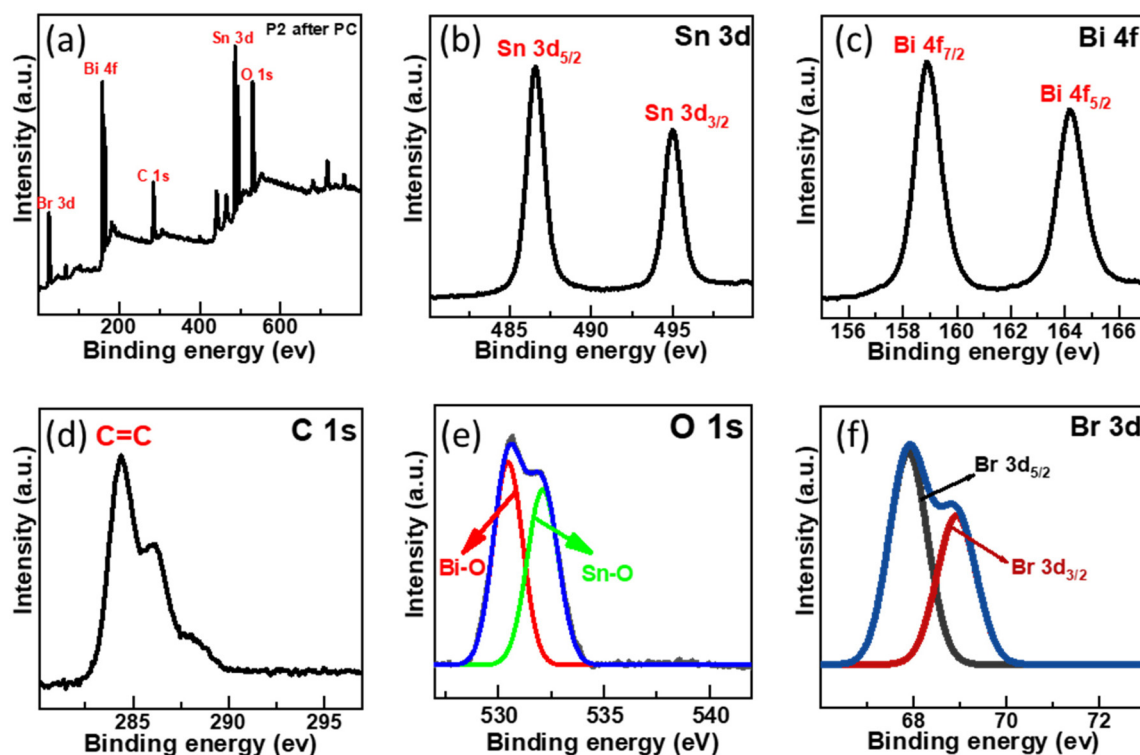 (a)
P2 after PC
Sn 3d
Bi 4f
O 1s
C 1s
Br 3d
Intensity (a.u.)
200 400 600
Binding energy (ev)
(b)
Sn 3d
Sn 3d5/2
Sn 3d3/2
Intensity (a.u.)
485 490 495
Binding energy (ev)
(c)
Bi 4f
Bi 4f7/2
Bi 4f5/2
Intensity (a.u.)
156 158 160 162 164 166
Binding energy (ev)
(d)
C=C
C 1s
Intensity (a.u.)
285 290 295
Binding energy (ev)
(e)
O 1s
Bi-O
Sn-O
Intensity (a.u.)
530 535 540
Binding energy (eV)
(f)
Br 3d
Br 3d5/2
Br 3d3/2
Intensity (a.u.)
68 70 72
Binding energy (ev)